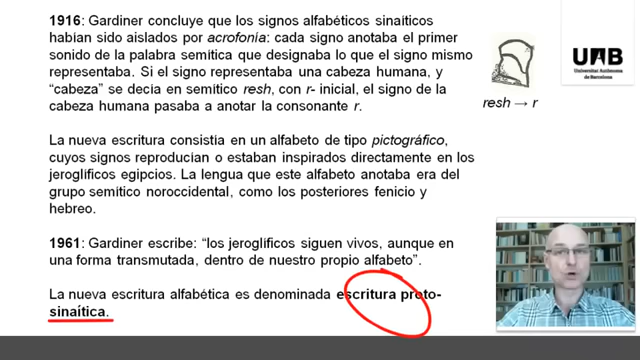 1916: Gardiner concluye que los signos alfabéticos sinaíticos
habían sido aislados por acrofonía: cada signo anotaba el primer
sonido de la palabra semítica que designaba lo que el signo mismo
representaba. Si el signo representaba una cabeza humana, y
“cabeza” se decía en semítico resh, con r- inicial, el signo de la
cabeza humana pasaba a anotar la consonante r.
La nueva escritura consistía en un alfabeto de tipo pictográfico,
cuyos signos reproducían o estaban inspirados directamente en los
jeroglíficos egipcios. La lengua que este alfabeto anotaba era del
grupo semítico noroccidental, como los posteriores fenicio y
hebreo.
1961: Gardiner escribe: “los jeroglíficos siguen vivos, aunque en
una forma transmutada, dentro de nuestro propio alfabeto”.
La nueva escritura alfabética es denominada escritura proto-
sinaítica.
resh → r
UAB
Universitat Autònoma
de Barcelona